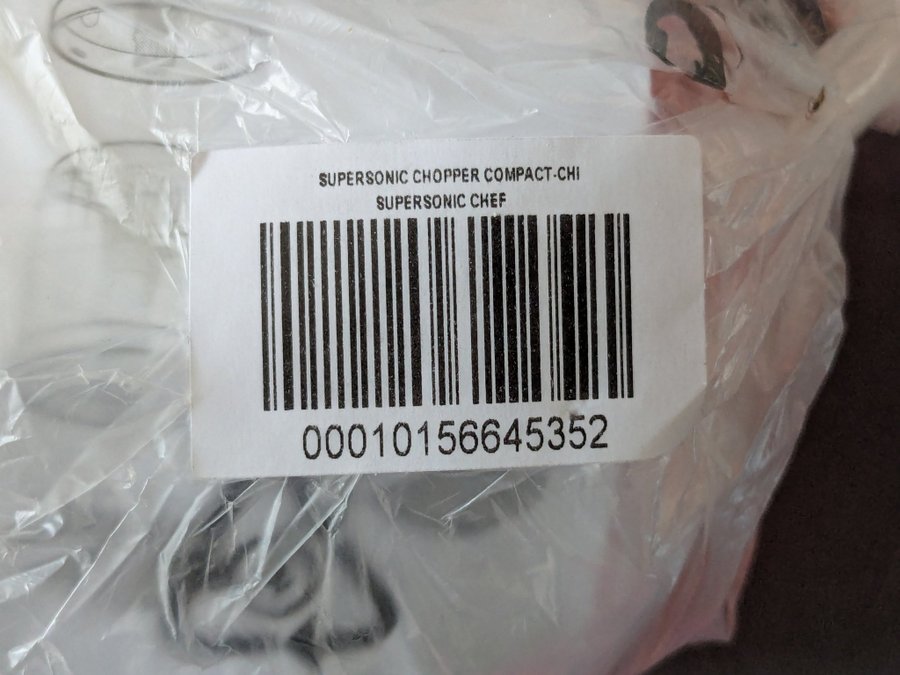 SUPERSONIC CHOPPER COMPACT-CHI
SUPERSONIC CHEF
00010156645352